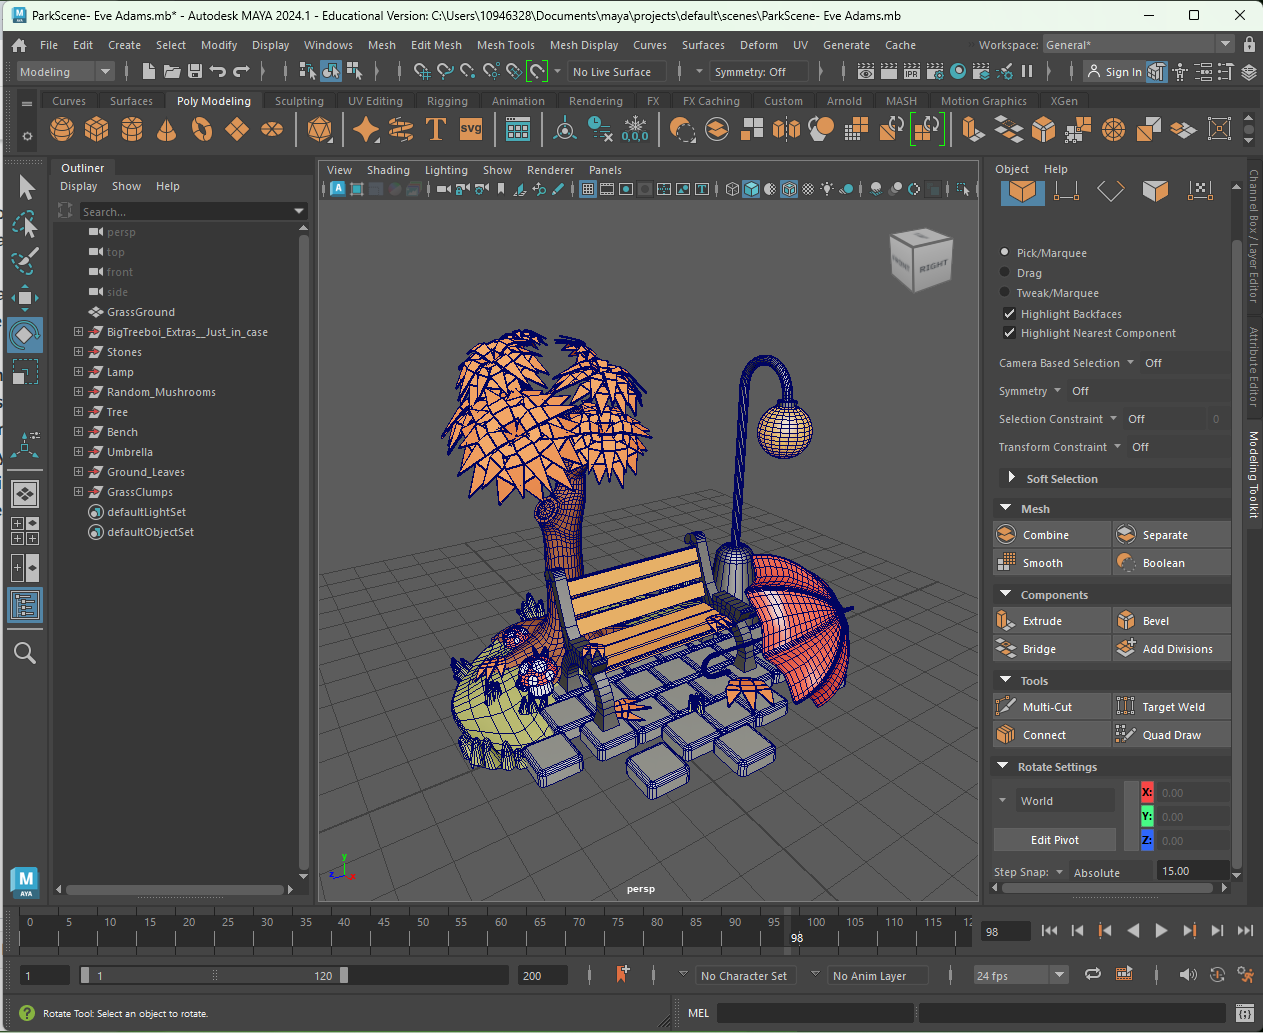 ParkScene- Eve Adams.mb* - Autodesk MAYA 2024.1 - Educational Version: C:\Users\10946328\Documents\maya\projects\default\scenes\ParkScene- Eve Adams.mb
File Edit Create Select Modify Display Windows Mesh Edit Mesh Mesh Tools Mesh Display Curves Surfaces Deform UV Generate Cache Workspace: General*
Modeling No Live Surface Symmetry: Off IPR Sign In
Curves Surfaces Poly Modeling Sculpting UV Editing Rigging Animation Rendering FX FX Caching Custom Arnold MASH Motion Graphics XGen
T SVG 0,0,0
Outliner
Display Show Help
Search...
persp
top
front
side
GrassGround
BigTreeboi_Extras__Just_in_case
Stones
Lamp
Random_Mushrooms
Tree
Bench
Umbrella
Ground_Leaves
GrassClumps
defaultLightSet
defaultObjectSet
M
AYA
View Shading Lighting Show Renderer Panels
FRONT RIGHT
y
z x
persp
Object Help
Pick/Marquee
Drag
Tweak/Marquee
Highlight Backfaces
Highlight Nearest Component
Camera Based Selection Off
Symmetry Off
Selection Constraint Off 0
Transform Constraint Off
Soft Selection
Mesh
Combine Separate
Smooth Boolean
Components
Extrude Bevel
Bridge Add Divisions
Tools
Multi-Cut Target Weld
Connect Quad Draw
Rotate Settings
World
X: 0.00
Y: 0.00
Z: 0.00
Edit Pivot
Step Snap: Absolute 15.00
Channel Box / Layer Editor
Attribute Editor
Modeling Toolkit
0 5 10 15 20 25 30 35 40 45 50 55 60 65 70 75 80 85 90 95 100 105 110 115 12
98
98
1 1 120 200 No Character Set No Anim Layer 24 fps
Rotate Tool: Select an object to rotate. MEL